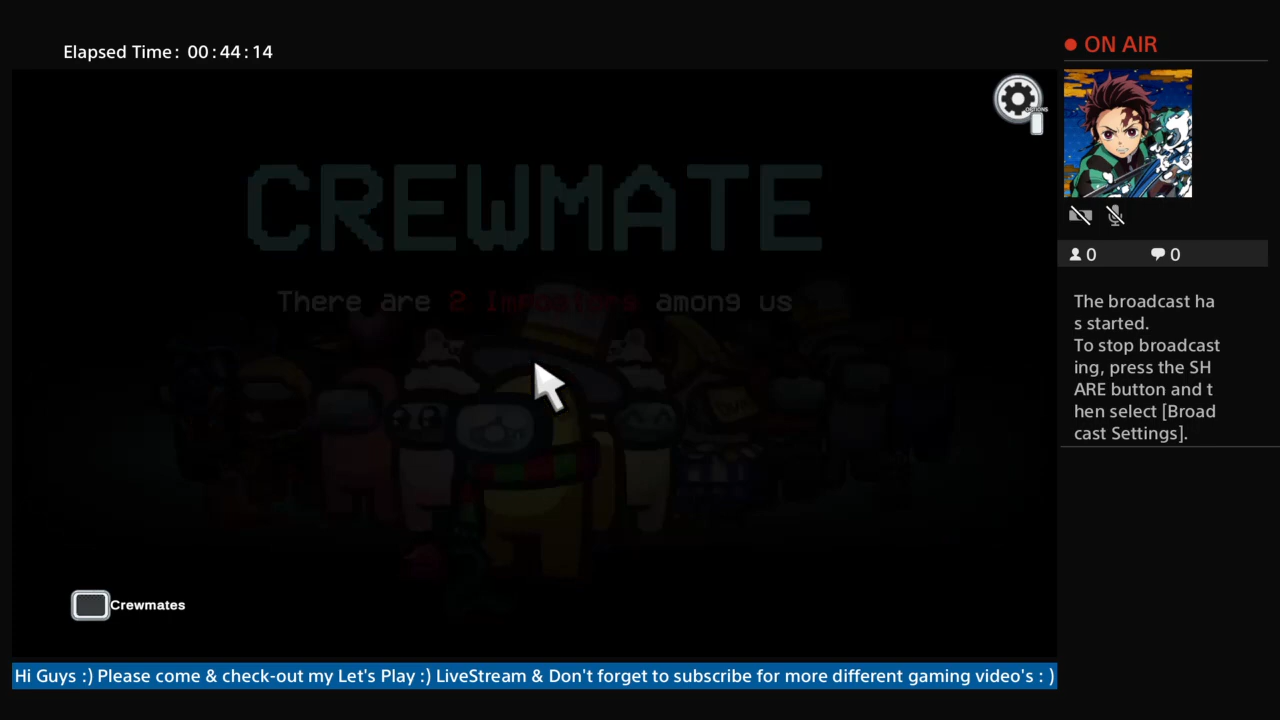 Elapsed Time: 00:44:14
ON AIR
OPTIONS
CREWMATE
There are 2 Impostors among us
0 0
The broadcast ha
s started.
To stop broadcast
ing, press the SH
ARE button and t
hen select [Broad
cast Settings].
Crewmates
Hi Guys :) Please come & check-out my Let's Play :) LiveStream & Don't forget to subscribe for more different gaming video's : )